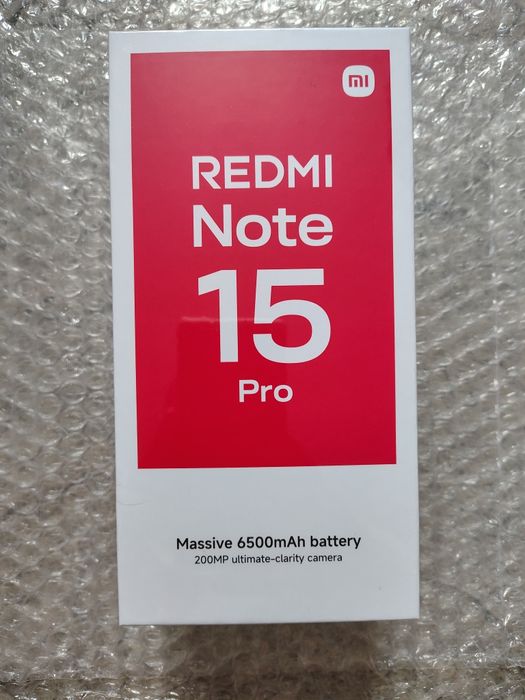 mi
REDMI
Note
15
Pro
Massive 6500mAh battery
200MP ultimate-clarity camera